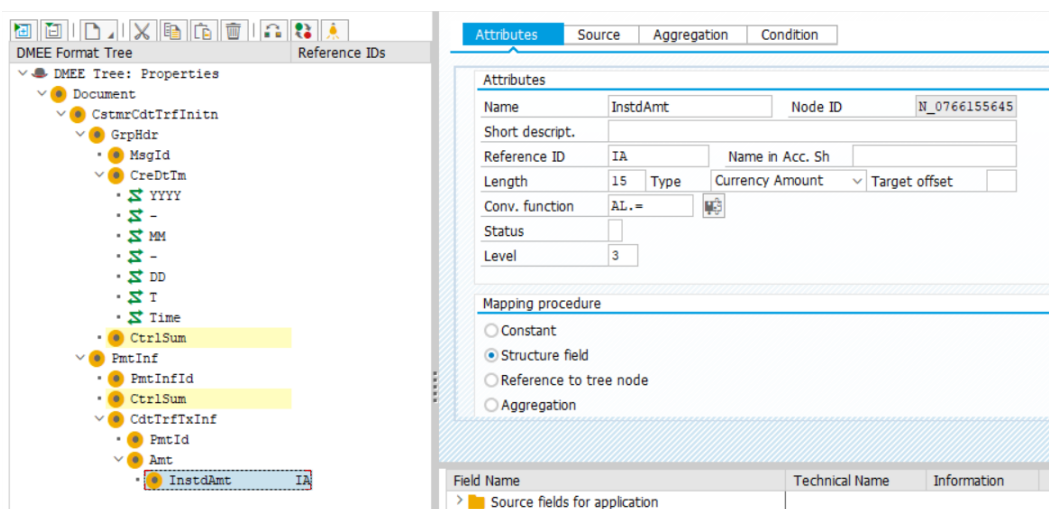 DMEE Format Tree Reference IDs
DMEE Tree: Properties
Document
CstmrCdtTrfInitn
GrpHdr
MsgId
CreDtTm
YYYY
-
MM
-
DD
T
Time
CtrlSum
PmtInf
PmtInfId
CtrlSum
CdtTrfTxInf
PmtId
Amt
InstdAmt IA
Attributes Source Aggregation Condition
Attributes
Name InstdAmt Node ID N_0766155645
Short descript.
Reference ID IA Name in Acc. Sh
Length 15 Type Currency Amount Target offset
Conv. function AL.=
Status
Level 3
Mapping procedure
Constant
Structure field
Reference to tree node
Aggregation
Field Name Technical Name Information
Source fields for application